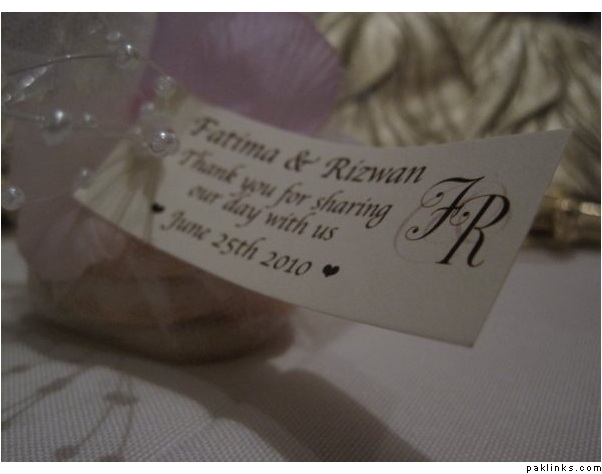 Fatima & Rizwan
Thank you for sharing
our day with us
♥ June 25th 2010 ♥
FR
paklinks.com